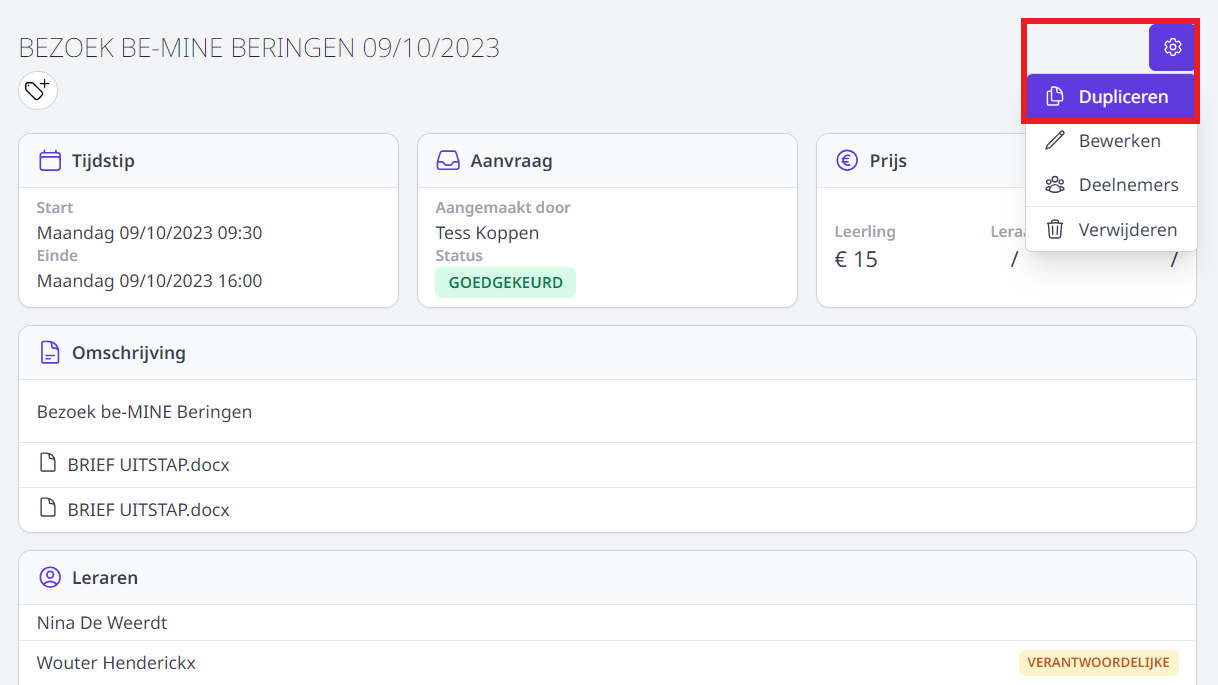 BEZOEK BE-MINE BERINGEN 09/10/2023
Dupliceren
Bewerken
Deelnemers
Verwijderen
Tijdstip
Start
Maandag 09/10/2023 09:30
Einde
Maandag 09/10/2023 16:00
Aanvraag
Aangemaakt door
Tess Koppen
Status
GOEDGEKEURD
Prijs
Leerling
€ 15
/
/
Omschrijving
Bezoek be-MINE Beringen
BRIEF UITSTAP.docx
BRIEF UITSTAP.docx
Leraren
Nina De Weerdt
Wouter Henderickx VERANTWOORDELIJKE